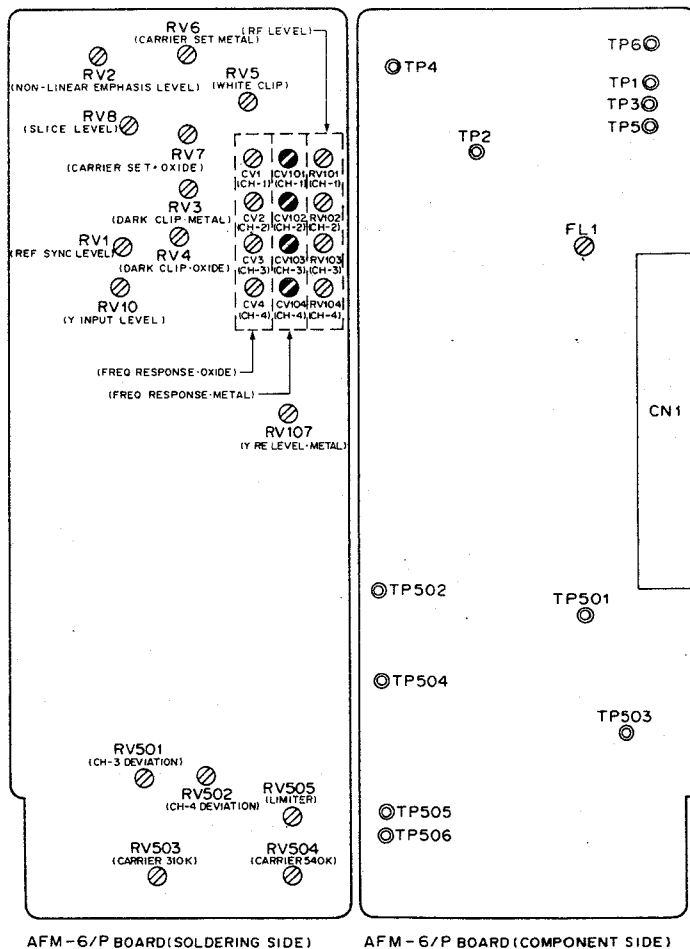 RV6
(CARRIER SET METAL)
(RF LEVEL)
RV2
(NON-LINEAR EMPHASIS LEVEL)
RV5
(WHITE CLIP)
RV8
(SLICE LEVEL)
RV7
(CARRIER SET•OXIDE)
CV1
(CH-1)
CV101
(CH-1)
RV101
(CH-1)
RV3
(DARK CLIP-METAL)
CV2
(CH-2)
CV102
(CH-2)
RV102
(CH-2)
RV1
(REF SYNC LEVEL)
RV4
(DARK CLIP-OXIDE)
CV3
(CH-3)
CV103
(CH-3)
RV103
(CH-3)
RV10
(Y INPUT LEVEL)
CV4
(CH-4)
CV104
(CH-4)
RV104
(CH-4)
(FREQ RESPONSE-OXIDE)
(FREQ RESPONSE-METAL)
RV107
(Y RE LEVEL-METAL)
RV501
(CH-3 DEVIATION)
RV502
(CH-4 DEVIATION)
RV505
(LIMITER)
RV503
(CARRIER 310K)
RV504
(CARRIER 540K)
AFM-6/P BOARD(SOLDERING SIDE)
TP6
TP4
TP1
TP3
TP5
TP2
FL1
CN1
TP502
TP501
TP504
TP503
TP505
TP506
AFM-6/P BOARD(COMPONENT SIDE)